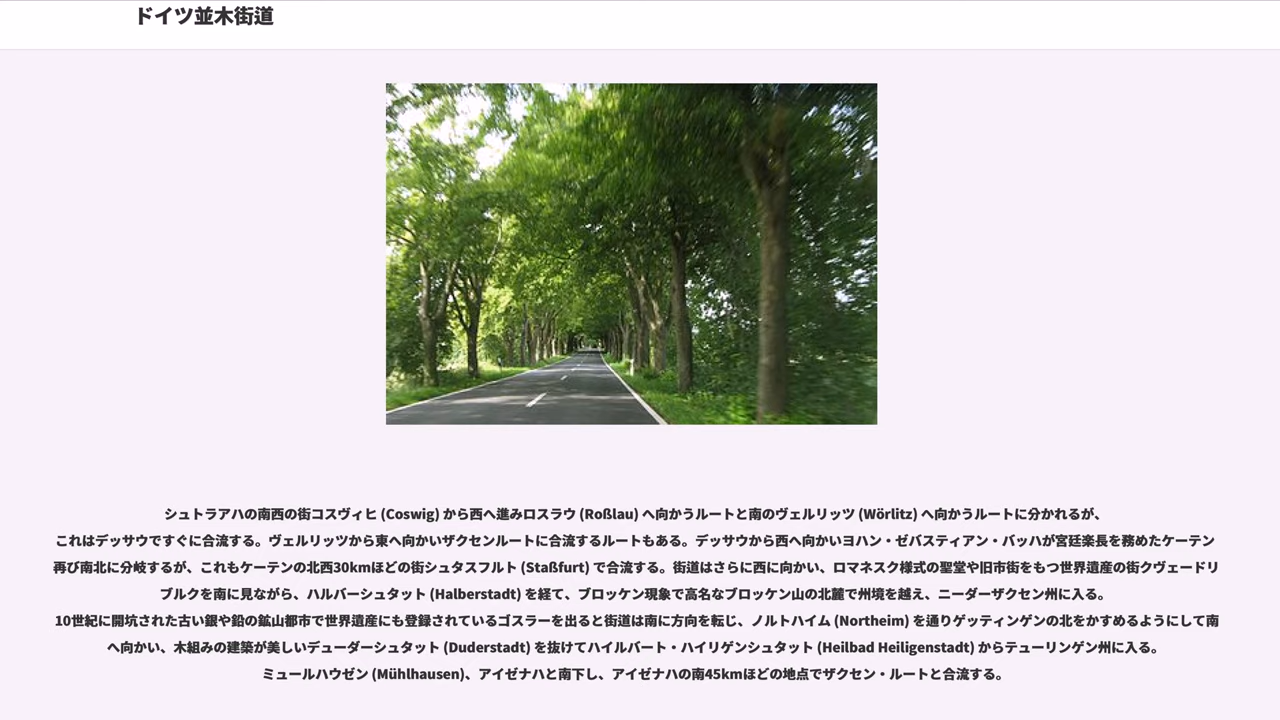 ドイツ並木街道
シュトラアハの南西の街コスヴィヒ (Coswig) から西へ進みロスラウ (Roßlau) へ向かうルートと南のヴェルリッツ (Wörlitz) へ向かうルートに分かれるが、
これはデッサウですぐに合流する。ヴェルリッツから東へ向かいザクセンルートに合流するルートもある。デッサウから西へ向かいヨハン・ゼバスティアン・バッハが宮廷楽長を務めたケーテン
再び南北に分岐するが、これもケーテンの北西30kmほどの街シュタスフルト (Staßfurt) で合流する。街道はさらに西に向かい、ロマネスク様式の聖堂や旧市街をもつ世界遺産の街クヴェードリ
ブルクを南に見ながら、ハルバーシュタット (Halberstadt) を経て、ブロッケン現象で高名なブロッケン山の北麓で州境を越え、ニーダーザクセン州に入る。
10世紀に開坑された古い銀や鉛の鉱山都市で世界遺産にも登録されているゴスラーを出ると街道は南に方向を転じ、ノルトハイム (Northeim) を通りゲッティンゲンの北をかすめるようにして南
へ向かい、木組みの建築が美しいデューダーシュタット (Duderstadt) を抜けてハイルバート・ハイリゲンシュタット (Heilbad Heiligenstadt) からテューリンゲン州に入る。
ミュールハウゼン (Mühlhausen)、アイゼナハと南下し、アイゼナハの南45kmほどの地点でザクセン・ルートと合流する。